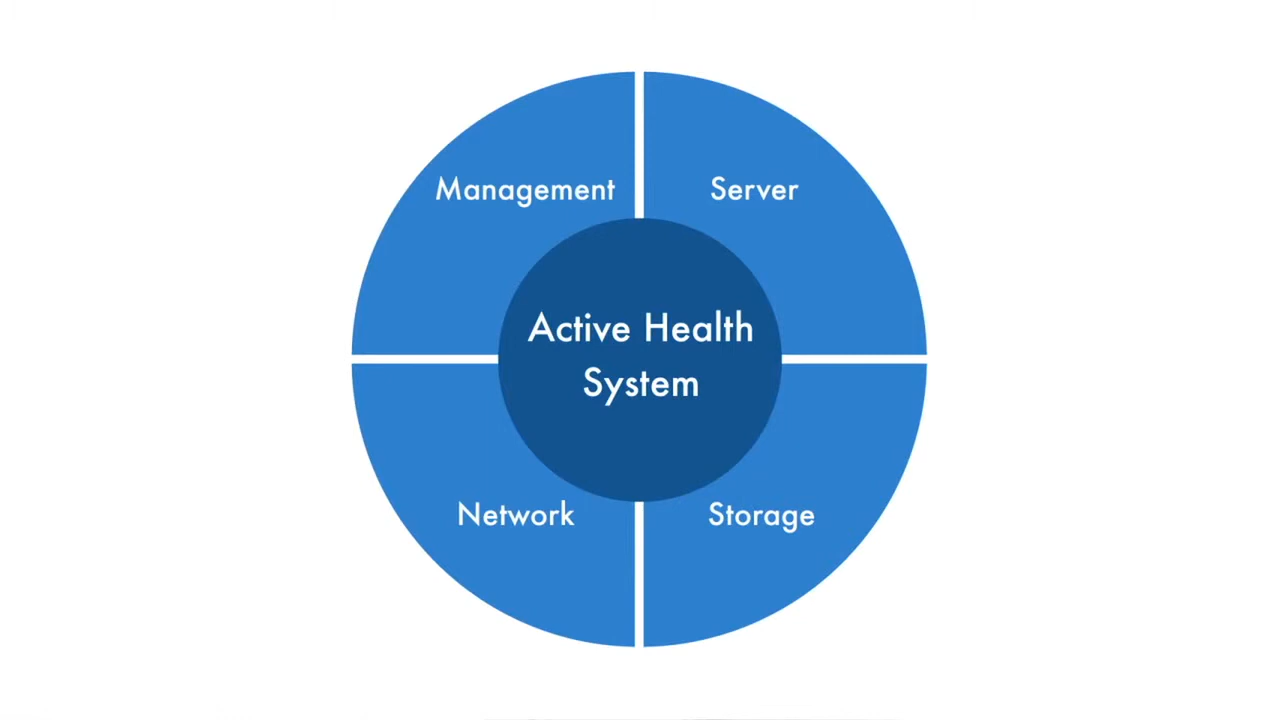 Management
Server
Active Health
System
Network
Storage